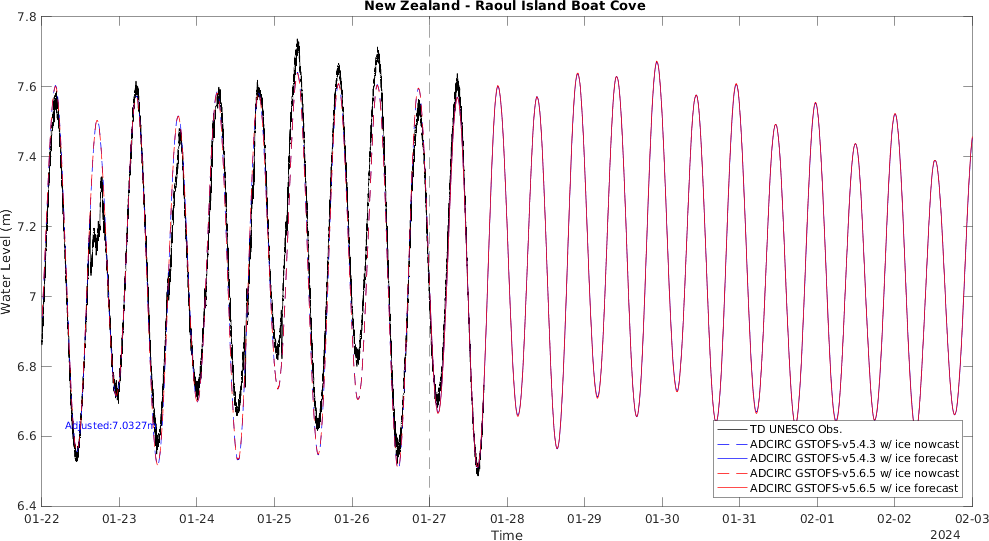 New Zealand - Raoul Island Boat Cove
Water Level (m)
7.8
7.6
7.4
7.2
7
6.8
6.6
6.4
Adjusted:7.0327m
TD UNESCO Obs.
ADCIRC GSTOFS-v5.4.3 w/ ice nowcast
ADCIRC GSTOFS-v5.4.3 w/ ice forecast
ADCIRC GSTOFS-v5.6.5 w/ ice nowcast
ADCIRC GSTOFS-v5.6.5 w/ ice forecast
01-22 01-23 01-24 01-25 01-26 01-27 01-28 01-29 01-30 01-31 02-01 02-02 02-03
Time
2024